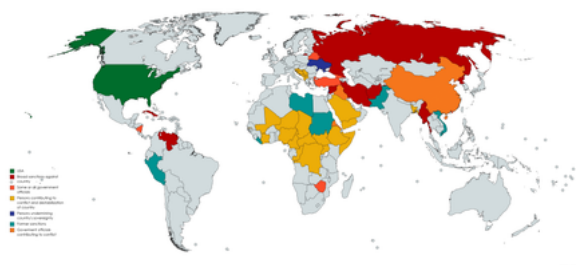 USA
Broad sanctions against
country
Some or all government
officials
Persons contributing to
conflict and destabilization
of country
Persons undermining
country's sovereignty
Former sanctions
Government officials
contributing to conflict